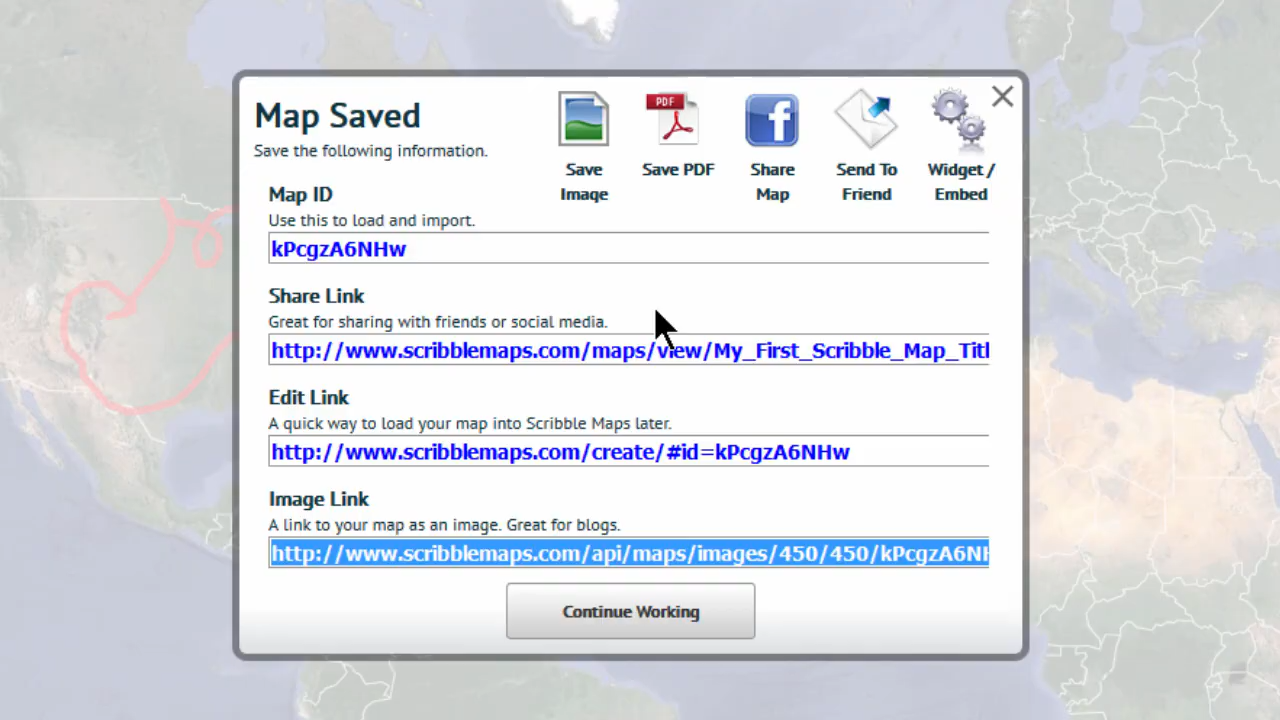 Map Saved
Save the following information.
PDF
Save Image
Save PDF
Share Map
Send To Friend
Widget / Embed
Map ID
Use this to load and import.
kPcgzA6NHw
Share Link
Great for sharing with friends or social media.
http://www.scribblemaps.com/maps/view/My_First_Scribble_Map_Titl
Edit Link
A quick way to load your map into Scribble Maps later.
http://www.scribblemaps.com/create/#id=kPcgzA6NHw
Image Link
A link to your map as an image. Great for blogs.
http://www.scribblemaps.com/api/maps/images/450/450/kPcgzA6NH
Continue Working